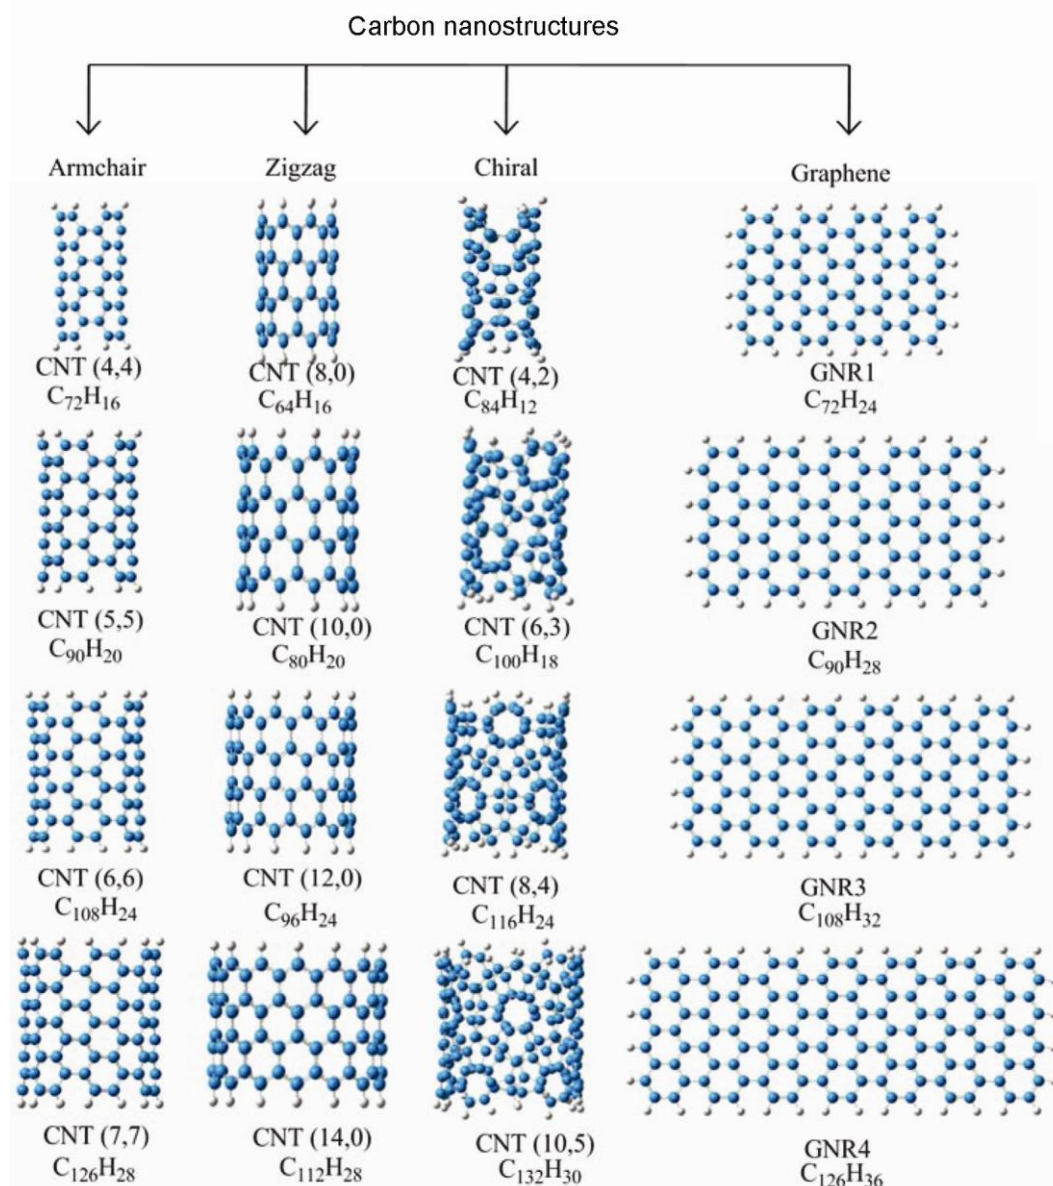 Carbon nanostructures
Armchair
Zigzag
Chiral
Graphene
CNT (4,4)
C₇₂H₁₆
CNT (8,0)
C₆₄H₁₆
CNT (4,2)
C₈₄H₁₂
GNR1
C₇₂H₂₄
CNT (5,5)
C₉₀H₂₀
CNT (10,0)
C₈₀H₂₀
CNT (6,3)
C₁₀₀H₁₈
GNR2
C₉₀H₂₈
CNT (6,6)
C₁₀₈H₂₄
CNT (12,0)
C₉₆H₂₄
CNT (8,4)
C₁₁₆H₂₄
GNR3
C₁₀₈H₃₂
CNT (7,7)
C₁₂₆H₂₈
CNT (14,0)
C₁₁₂H₂₈
CNT (10,5)
C₁₃₂H₃₀
GNR4
C₁₂₆H₃₆